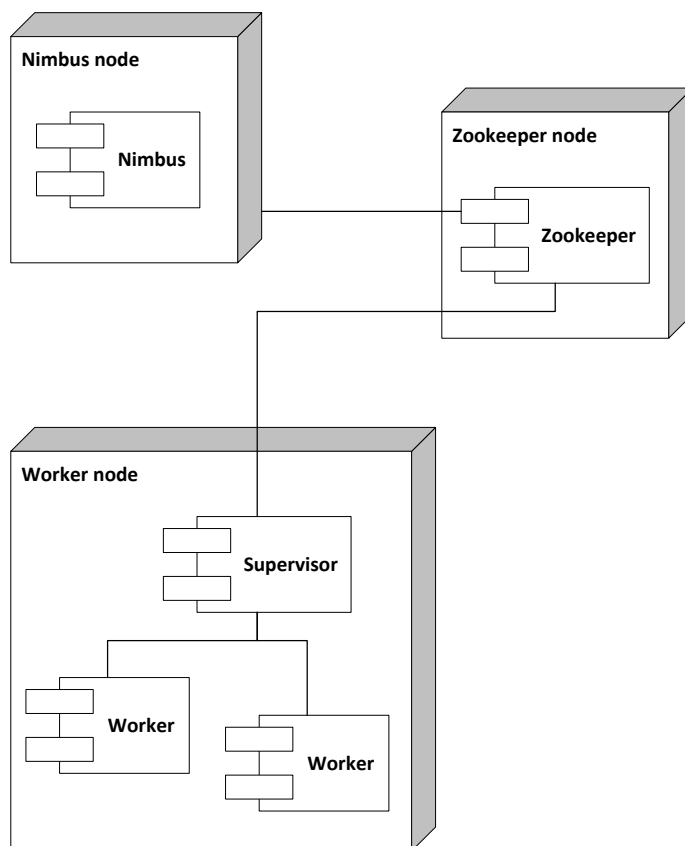 Nimbus node
Nimbus
Zookeeper node
Zookeeper
Worker node
Supervisor
Worker
Worker